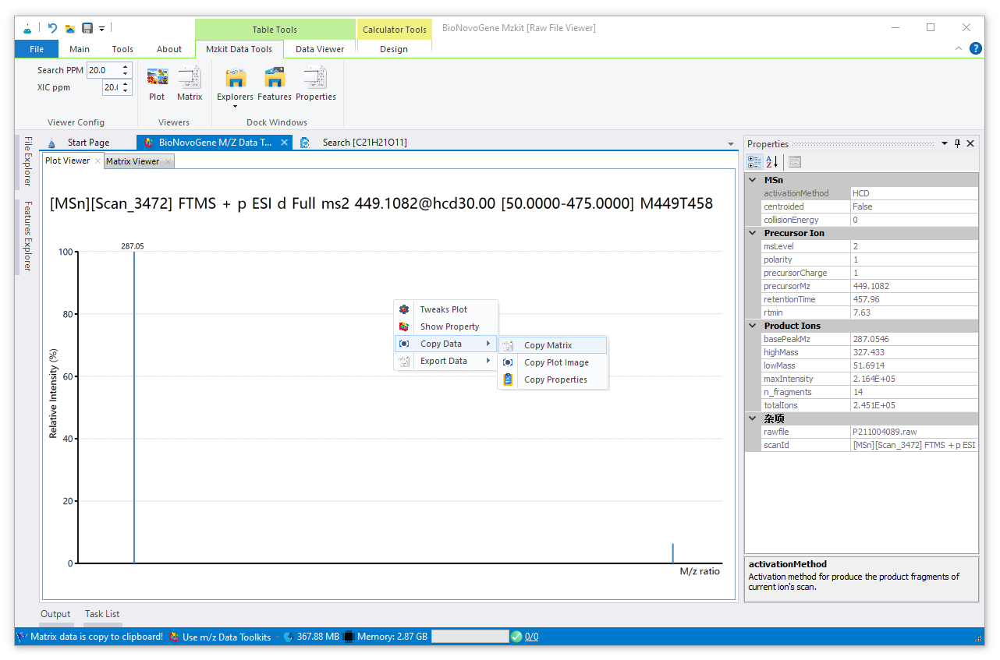 Table Tools
Calculator Tools
BioNovoGene Mzkit [Raw File Viewer]
File
Main
Tools
About
Mzkit Data Tools
Data Viewer
Design
Search PPM 20.0
XIC ppm
Plot
Matrix
Explorers
Features
Properties
Viewer Config
Viewers
Dock Windows
File Explorer
Features Explorer
Start Page
BioNovoGene M/Z Data T...
Search [C21H21O11]
Plot Viewer
Matrix Viewer
[MSn][Scan_3472] FTMS + p ESI d Full ms2 449.1082@hcd30.00 [50.0000-475.0000] M449T458
287.05
100
80
60
40
20
0
Relative Intensity (%)
M/z ratio
Tweaks Plot
Show Property
Copy Data
Export Data
Copy Matrix
Copy Plot Image
Copy Properties
Properties
MSn
activationMethod HCD
centroided False
collisionEnergy 0
Precursor Ion
msLevel 2
polarity 1
precursorCharge 1
precursorMz 449.1082
retentionTime 457.96
rtmin 7.63
Product Ions
basePeakMz 287.0546
highMass 327.433
lowMass 51.6914
maxIntensity 2.164E+05
n_fragments 14
totalIons 2.451E+05
杂项
rawfile P211004089.raw
scanId [MSn][Scan_3472] FTMS + p ESI
activationMethod
Activation method for produce the product fragments of
current ion's scan.
Output
Task List
Matrix data is copy to clipboard!
Use m/z Data Toolkits
367.88 MB
Memory: 2.87 GB
0/0